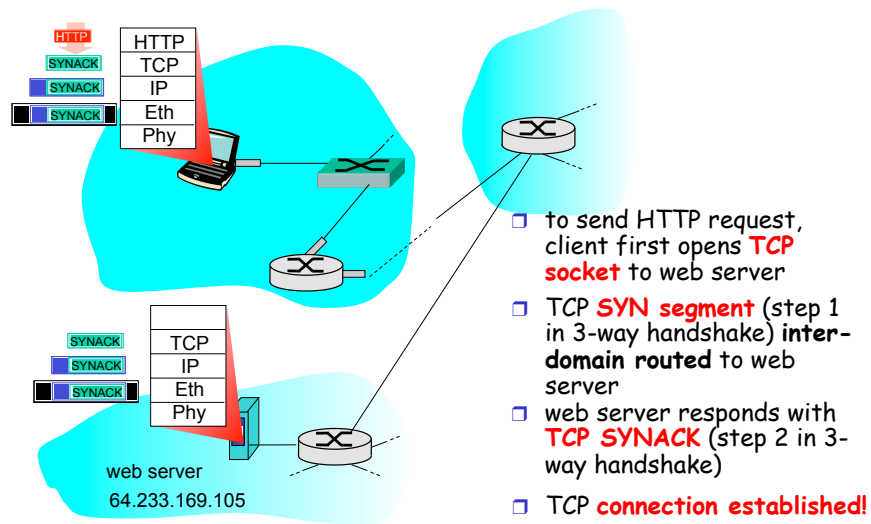 HTTP
SYNACK
SYNACK
SYNACK
HTTP
TCP
IP
Eth
Phy
SYNACK
SYNACK
SYNACK
TCP
IP
Eth
Phy
web server
64.233.169.105
to send HTTP request,
client first opens TCP
socket to web server
TCP SYN segment (step 1
in 3-way handshake) inter-
domain routed to web
server
web server responds with
TCP SYNACK (step 2 in 3-
way handshake)
TCP connection established!